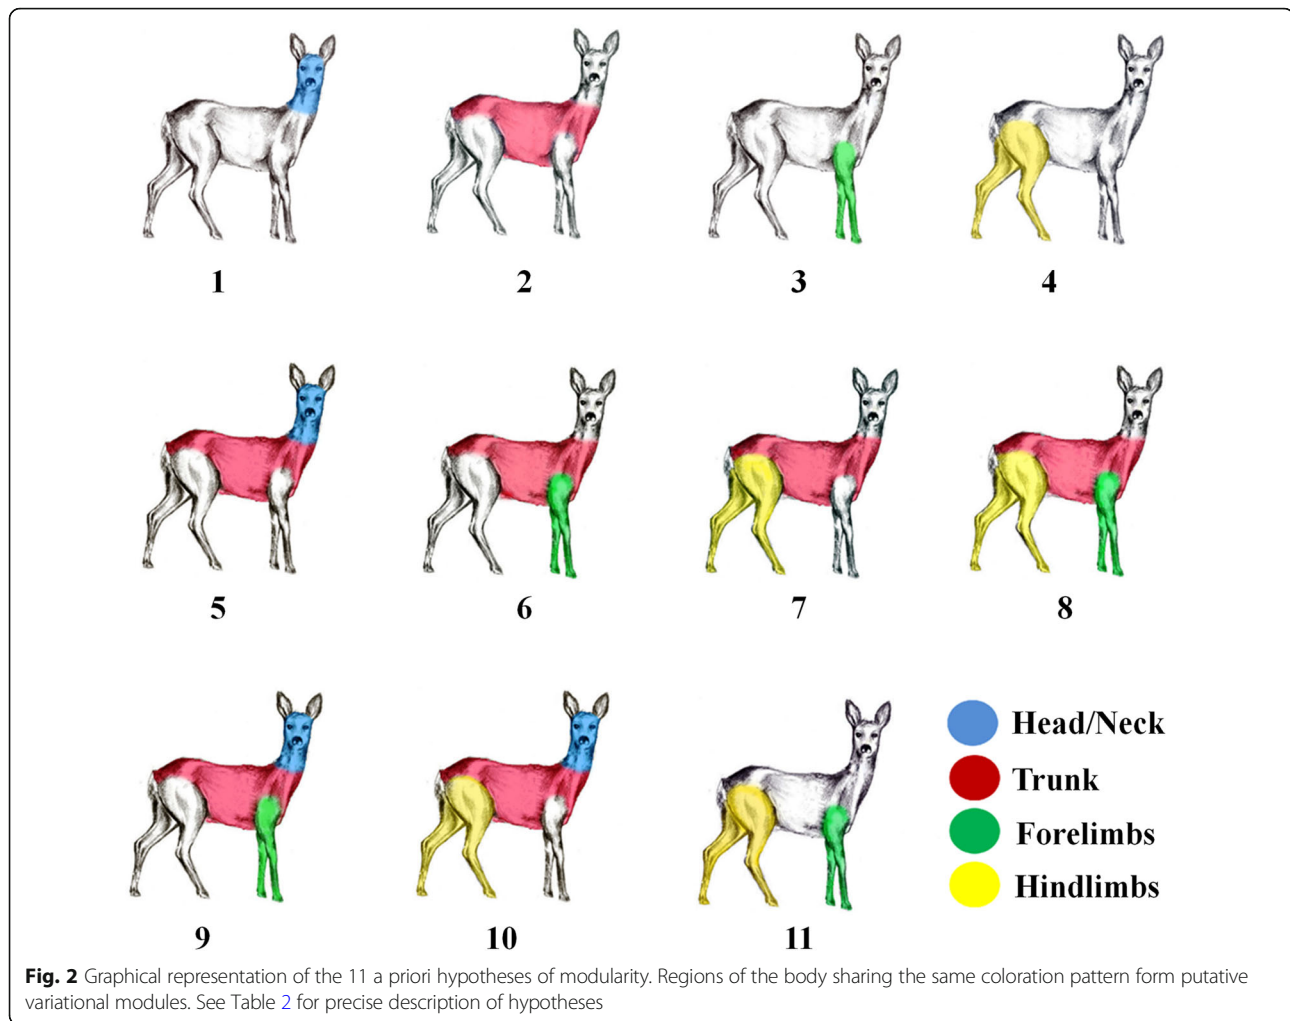 1
2
3
4
5
6
7
8
9
10
11
Head/Neck
Trunk
Forelimbs
Hindlimbs
Fig. 2 Graphical representation of the 11 a priori hypotheses of modularity. Regions of the body sharing the same coloration pattern form putative
variational modules. See Table 2 for precise description of hypotheses